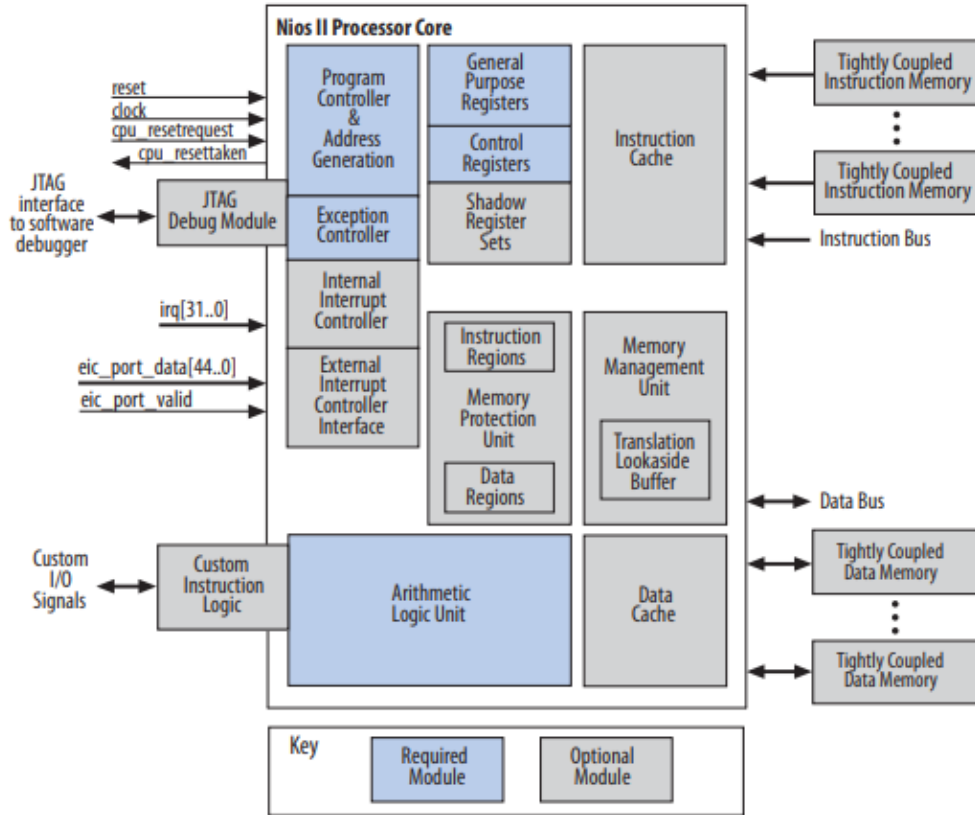 Nios II Processor Core
reset
clock
cpu_resetrequest
cpu_resettaken
JTAG
interface
to software
debugger
JTAG
Debug Module
irq[31..0]
eic_port_data[44..0]
eic_port_valid
Custom
I/O
Signals
Custom
Instruction
Logic
Program
Controller
&
Address
Generation
Exception
Controller
Internal
Interrupt
Controller
External
Interrupt
Controller
Interface
General
Purpose
Registers
Control
Registers
Shadow
Register
Sets
Instruction
Cache
Instruction
Regions
Memory
Protection
Unit
Data
Regions
Memory
Management
Unit
Translation
Lookaside
Buffer
Arithmetic
Logic Unit
Data
Cache
Tightly Coupled
Instruction Memory
Tightly Coupled
Instruction Memory
Instruction Bus
Data Bus
Tightly Coupled
Data Memory
Tightly Coupled
Data Memory
Key
Required
Module
Optional
Module